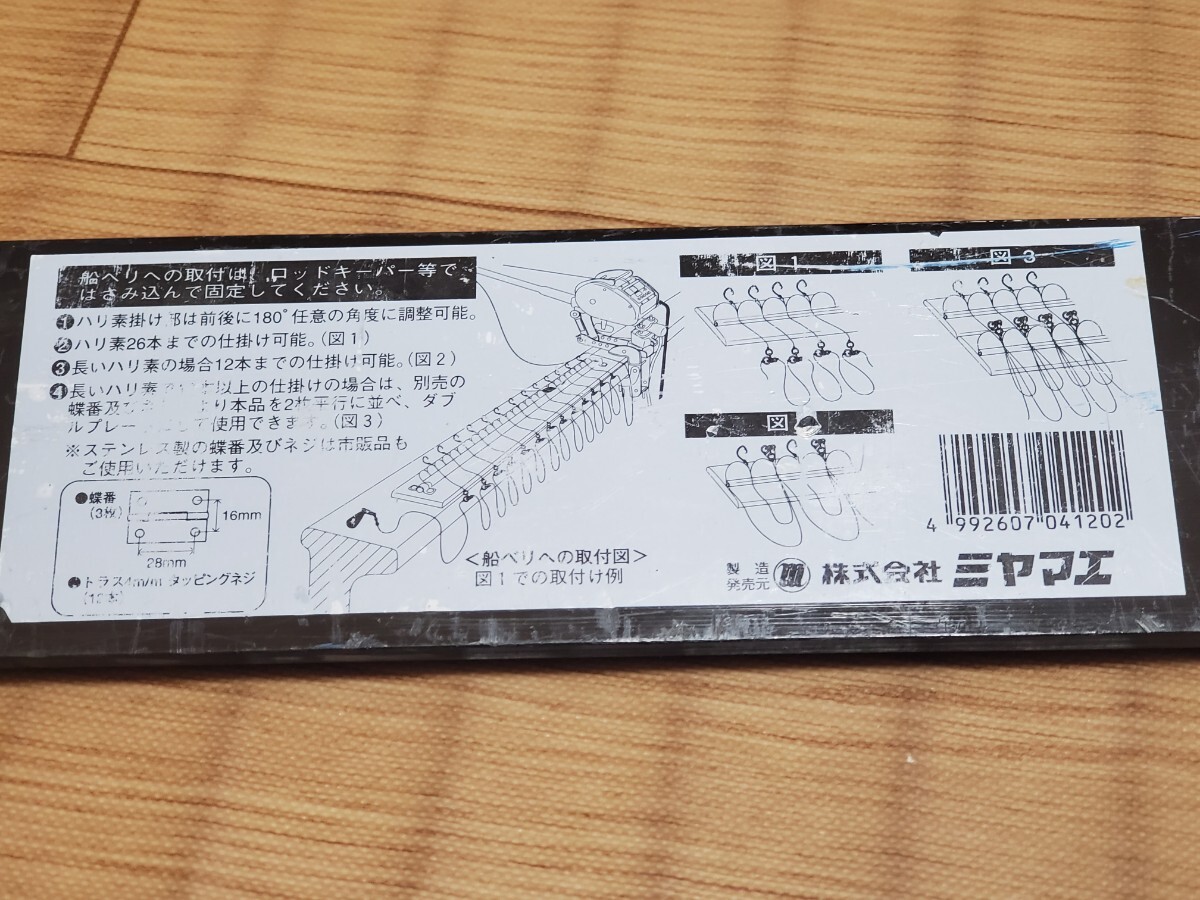 船ベリへの取付は、ロッドキーパー等で
はさみ込んで固定してください。
❶ハリ素掛け部は前後に180°任意の角度に調整可能。
❷ハリ素26本までの仕掛け可能。(図1)
❸長いハリ素の場合12本までの仕掛け可能。(図2)
❹長いハリ素の 以上の仕掛けの場合は、別売の
蝶番及び り本品を2枚平行に並べ、ダブ
ルプレー して使用できます。(図3)
※ステンレス製の蝶番及びネジは市販品も
ご使用いただけます。
●蝶番
(3枚)
16mm
28mm
●トラス4m/m タッピングネジ
(12本)
<船ベリへの取付図>
図1での取付け例
図1
図3
図
4 992607 041202
製造
発売元
m
株式会社 ミヤマエ